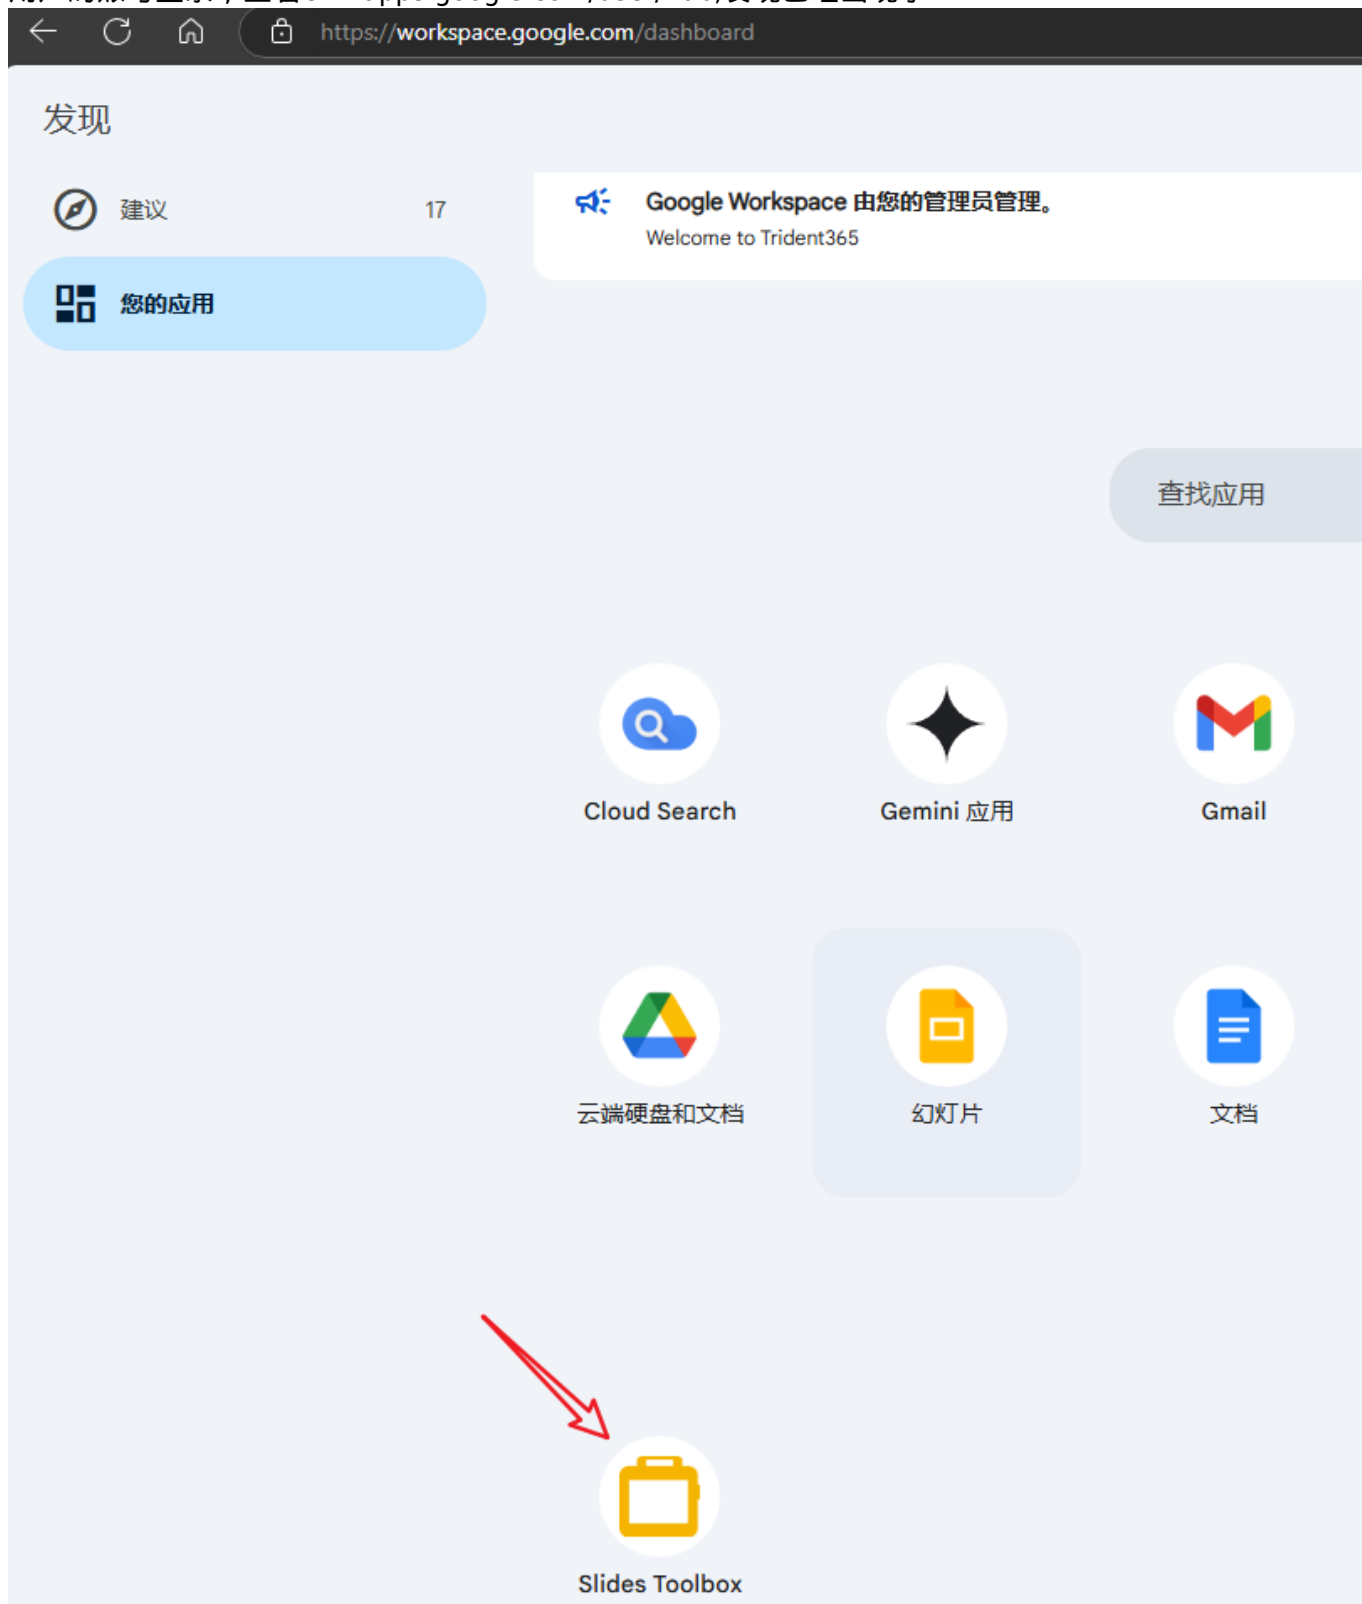 https://workspace.google.com/dashboard
发现
建议 17
您的应用
Google Workspace 由您的管理员管理。
Welcome to Trident365
查找应用
Cloud Search
Gemini 应用
Gmail
云端硬盘和文档
幻灯片
文档
Slides Toolbox